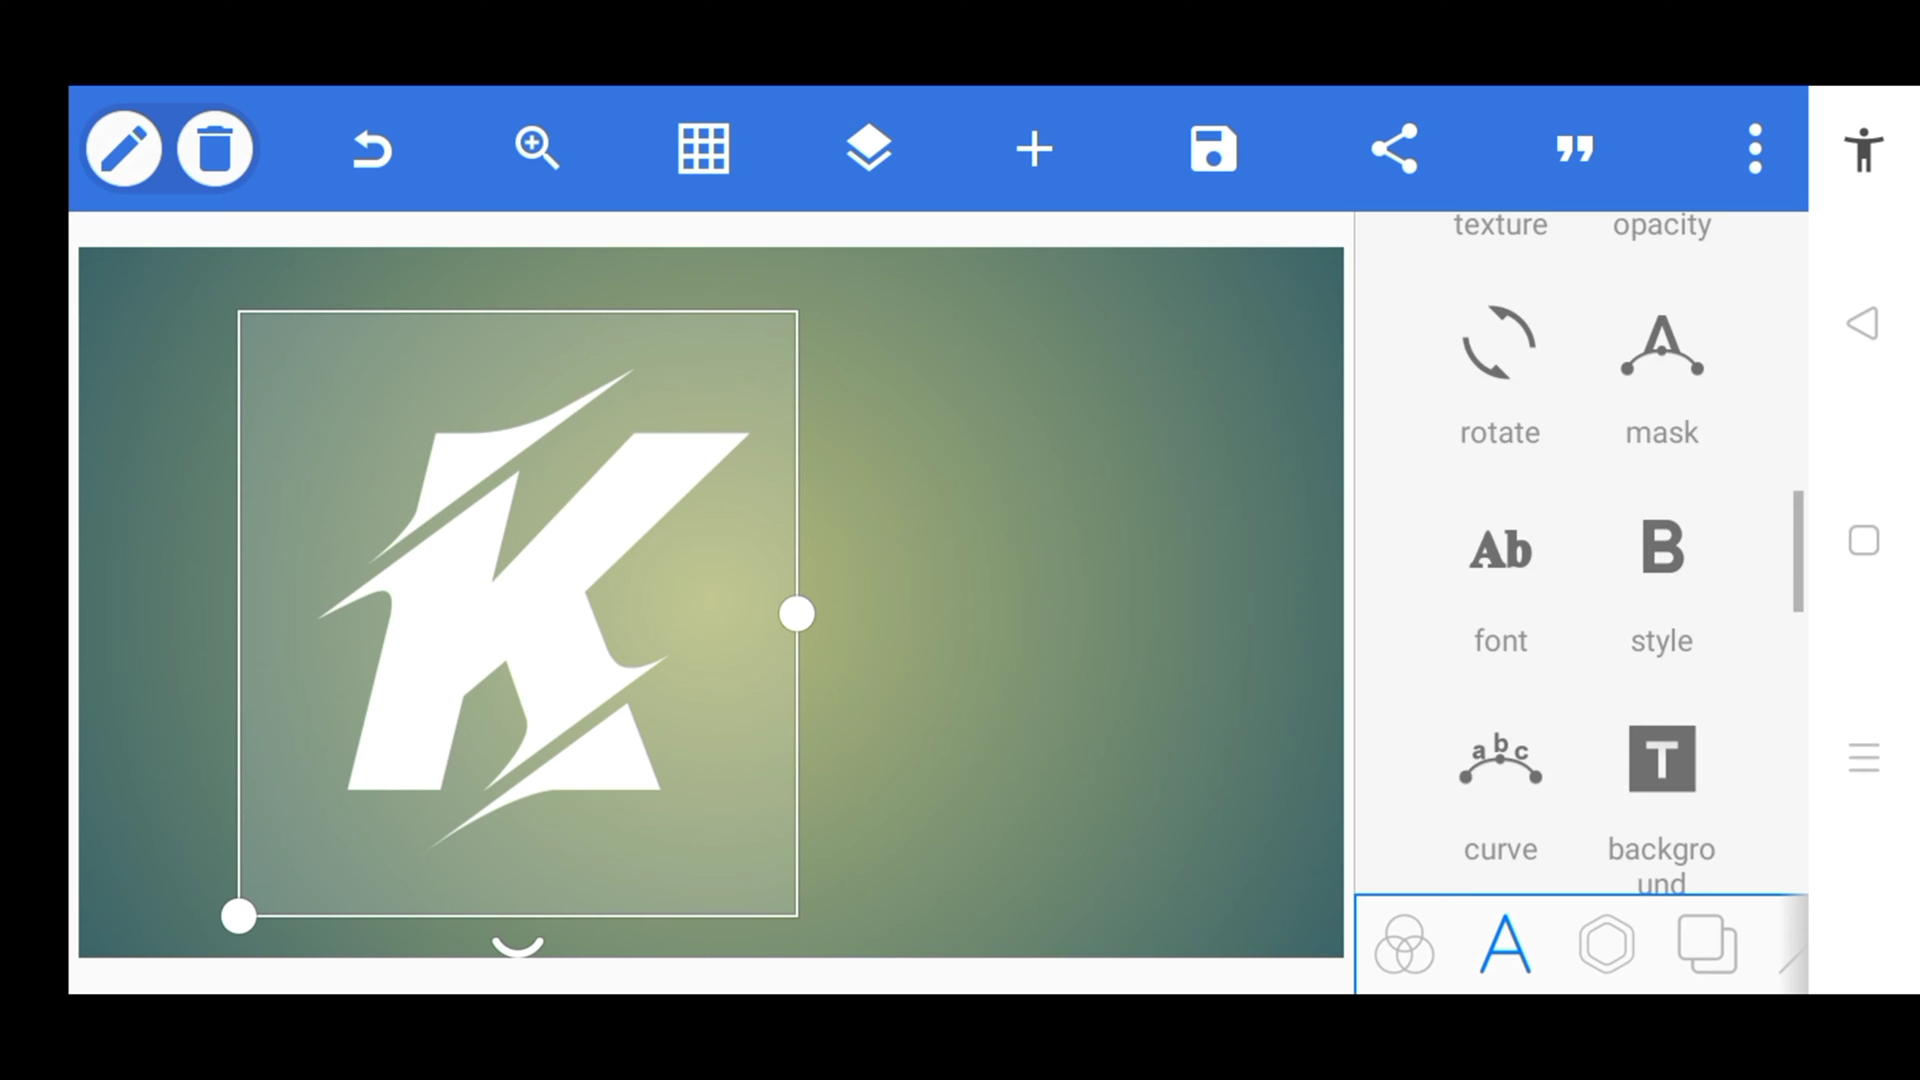 texture opacity
K
rotate mask
Ab B
font style
abc T
curve backgro
und
A